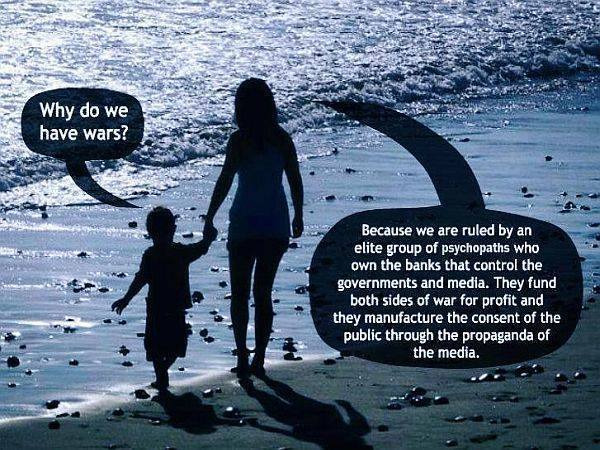 Why do we
have wars?
Because we are ruled by an
elite group of psychopaths who
own the banks that control the
governments and media. They fund
both sides of war for profit and
they manufacture the consent of the
public through the propaganda of
the media.